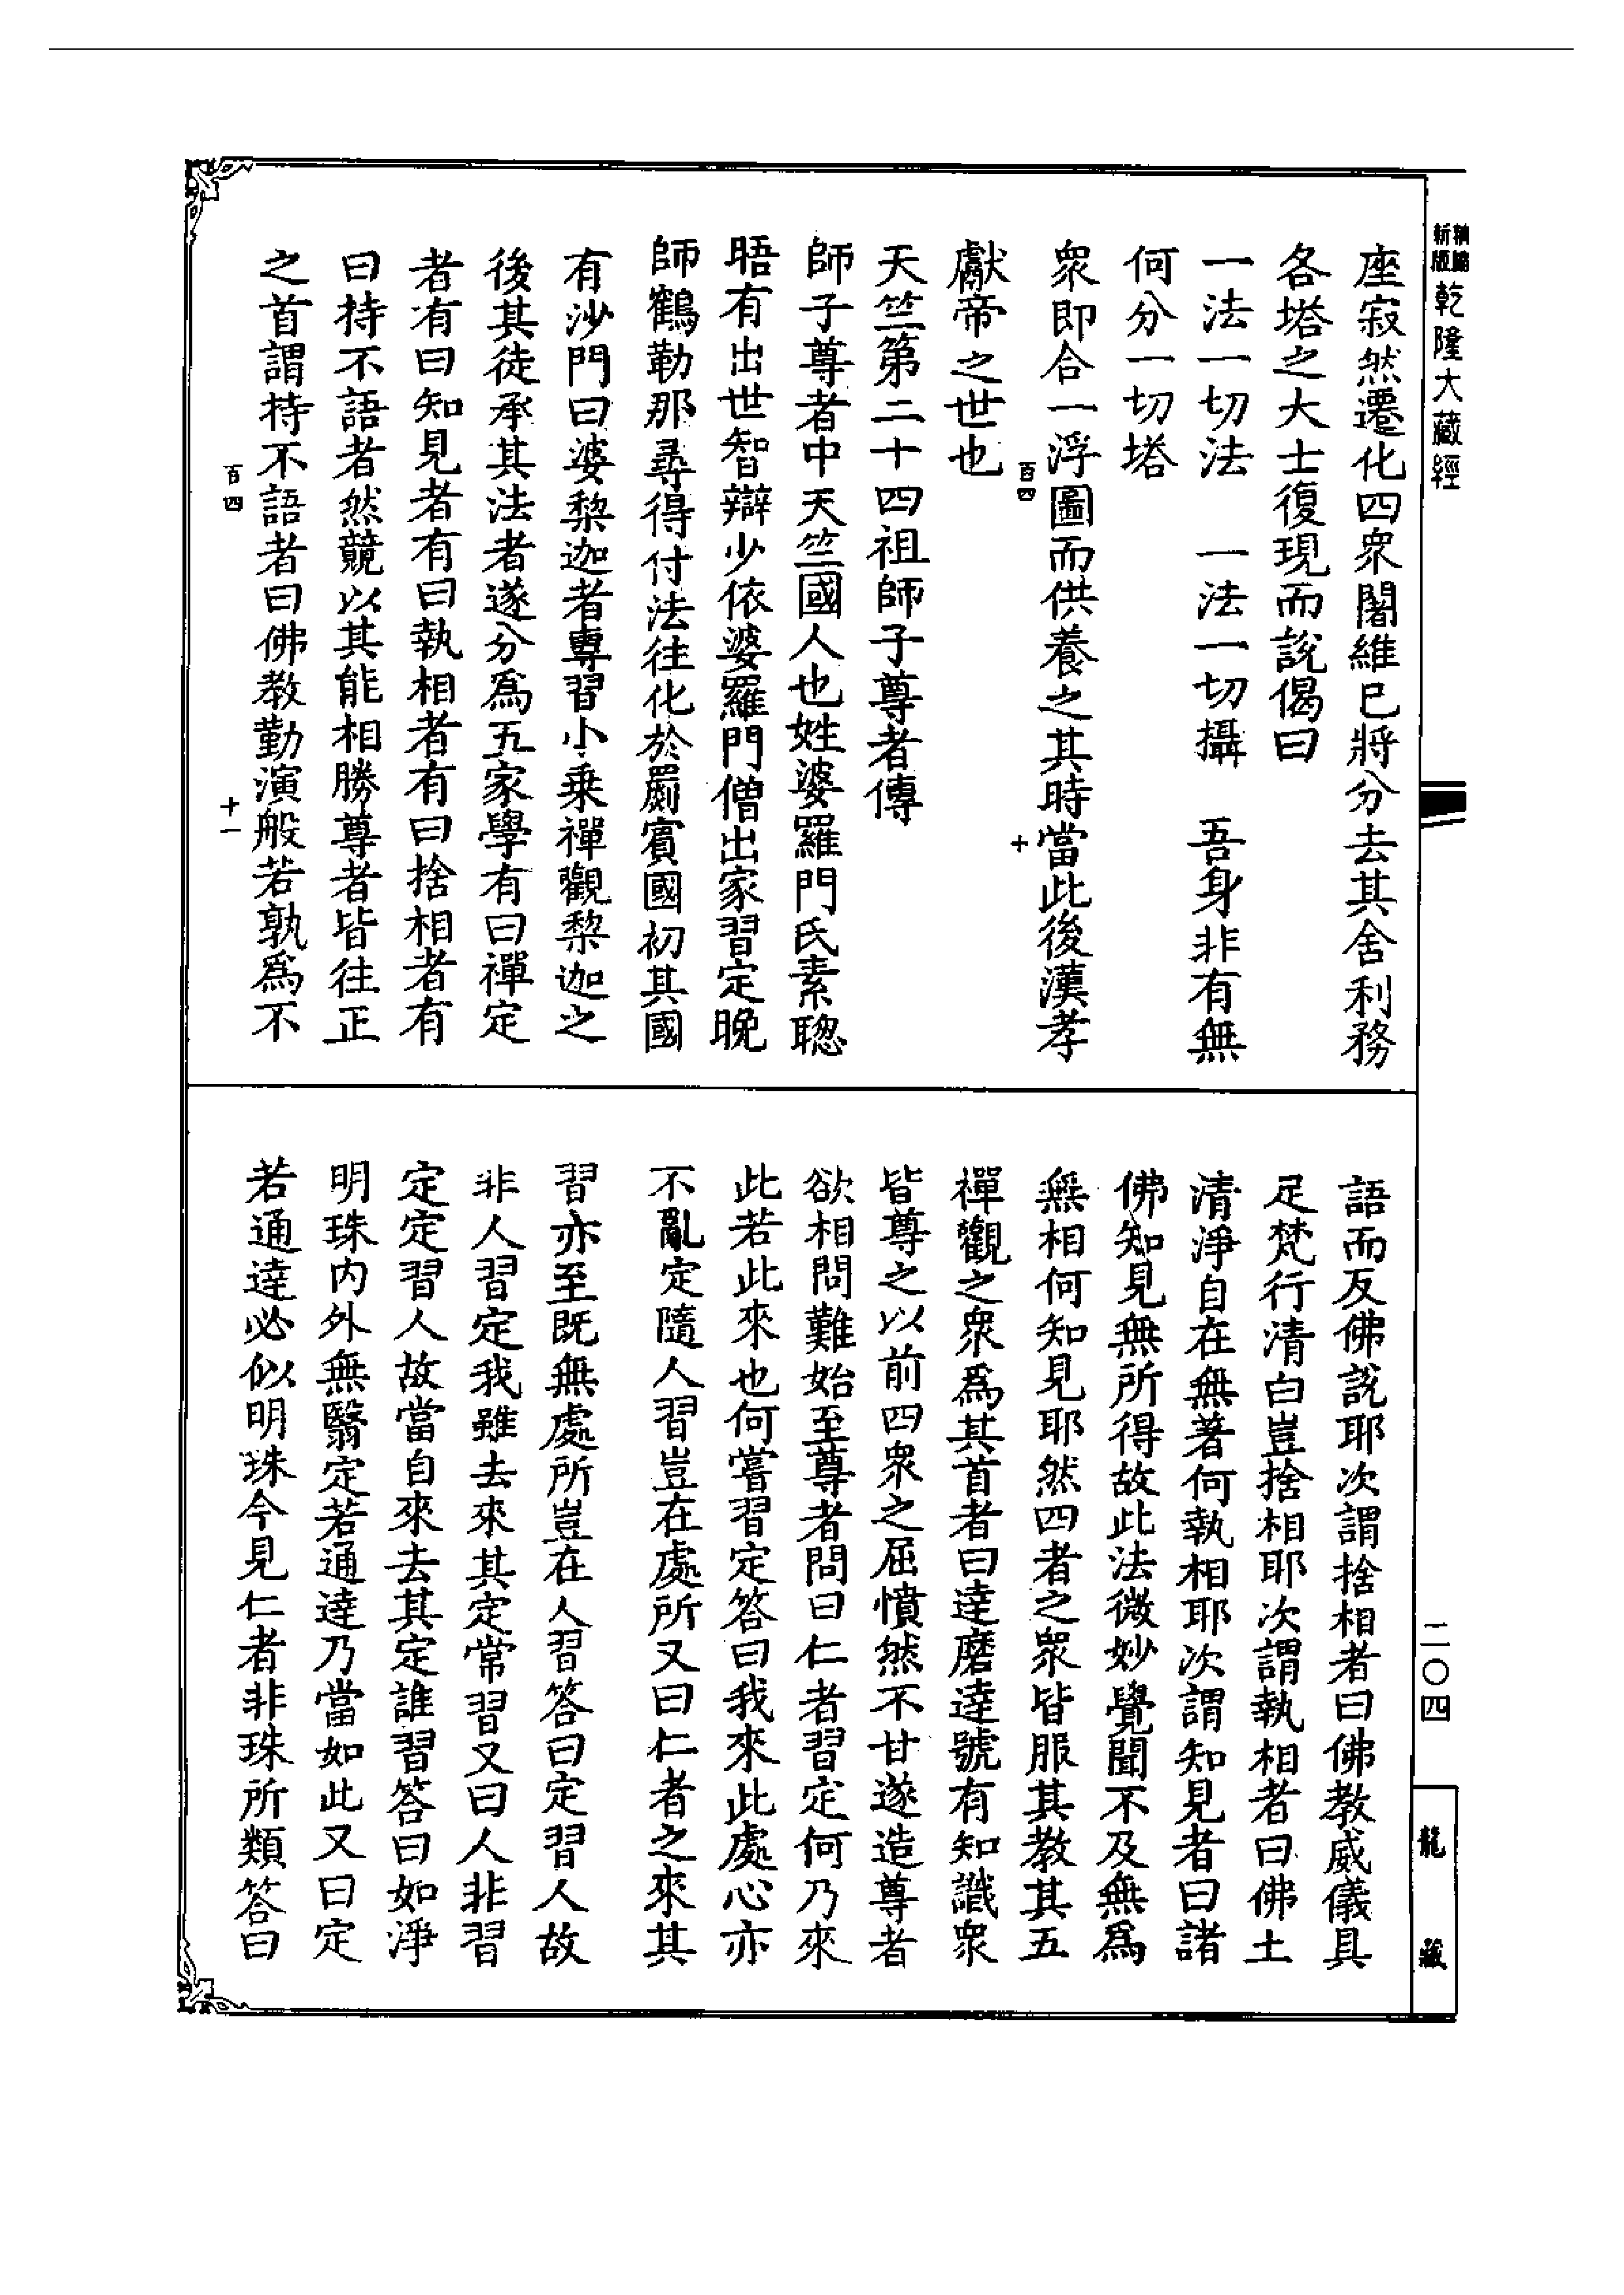 新版
精縮
乾隆大藏經
座寂然遷化四衆闍維已將分去其舍利務
各塔之大士復現而說偈曰
一法一切法　一法一切攝　吾身非有無
何分一切塔
衆即合一浮圖而供養之其時當此後漢孝
百四　十
獻帝之世也
天竺第二十四祖師子尊者傳
師子尊者中天竺國人也姓婆羅門氏素聰
晤有出世智辯少依婆羅門僧出家習定晚
師鶴勒那尋得付法往化於罽賓國初其國
有沙門曰婆黎迦者專習小乘禪觀黎迦之
後其徒承其法者遂分爲五家學有曰禪定
者有曰知見者有曰執相者有曰捨相者有
曰持不語者然競以其能相勝尊者皆往正
之首謂持不語者曰佛教勤演般若孰爲不
百四　十一
語而反佛說耶次謂捨相者曰佛教威儀具
足梵行清白豈捨相耶次謂執相者曰佛土
清淨自在無著何執相耶次謂知見者曰諸
佛知見無所得故此法微妙覺聞不及無爲
無相何知見耶然四者之衆皆服其教其五
禪觀之衆爲其首者曰達磨達號有知識衆
皆尊之以前四衆之屈憤然不甘遂造尊者
欲相問難始至尊者問曰仁者習定何乃來
此若此來也何嘗習定答曰我來此處心亦
不亂定隨人習豈在處所又曰仁者之來其
習亦至既無處所豈在人習答曰定習人故
非人習定我雖去來其定常習又曰人非習
定定習人故當自來去其定誰習答曰如淨
明珠內外無翳定若通達乃當如此又曰定
若通達必似明珠今見仁者非珠所類答曰
二〇四
龍藏